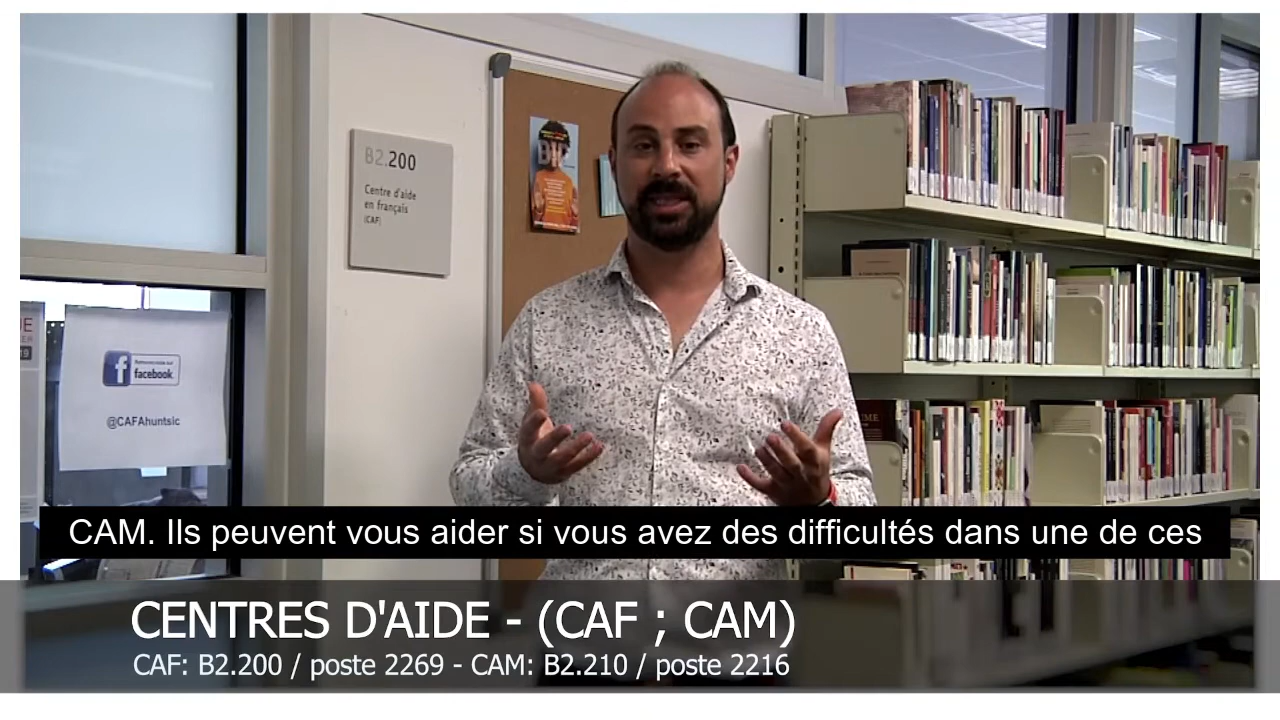 B2.200
Centre d'aide
en français
(CAF)
facebook
@CAFAhuntsic
CAM. Ils peuvent vous aider si vous avez des difficultés dans une de ces
CENTRES D'AIDE - (CAF ; CAM)
CAF: B2.200 / poste 2269 - CAM: B2.210 / poste 2216